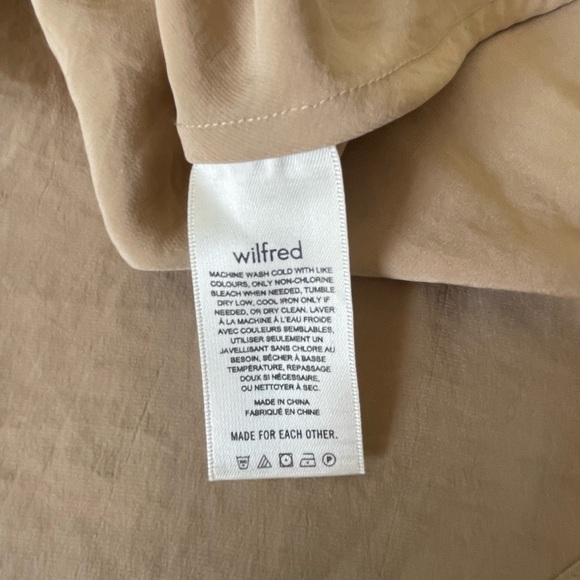 wilfred
MACHINE WASH COLD WITH LIKE
COLOURS, ONLY NON-CHLORINE
BLEACH WHEN NEEDED, TUMBLE
DRY LOW, COOL IRON ONLY IF
NEEDED, OR DRY CLEAN. LAVER
À LA MACHINE À L'EAU FROIDE
AVEC COULEURS SEMBLABLES,
UTILISER SEULEMENT UN
JAVELLISANT SANS CHLORE AU
BESOIN, SÉCHER À BASSE
TEMPÉRATURE, REPASSAGE
DOUX SI NÉCESSAIRE,
OU NETTOYER À SEC.
MADE IN CHINA
FABRIQUÉ EN CHINE
MADE FOR EACH OTHER.
P